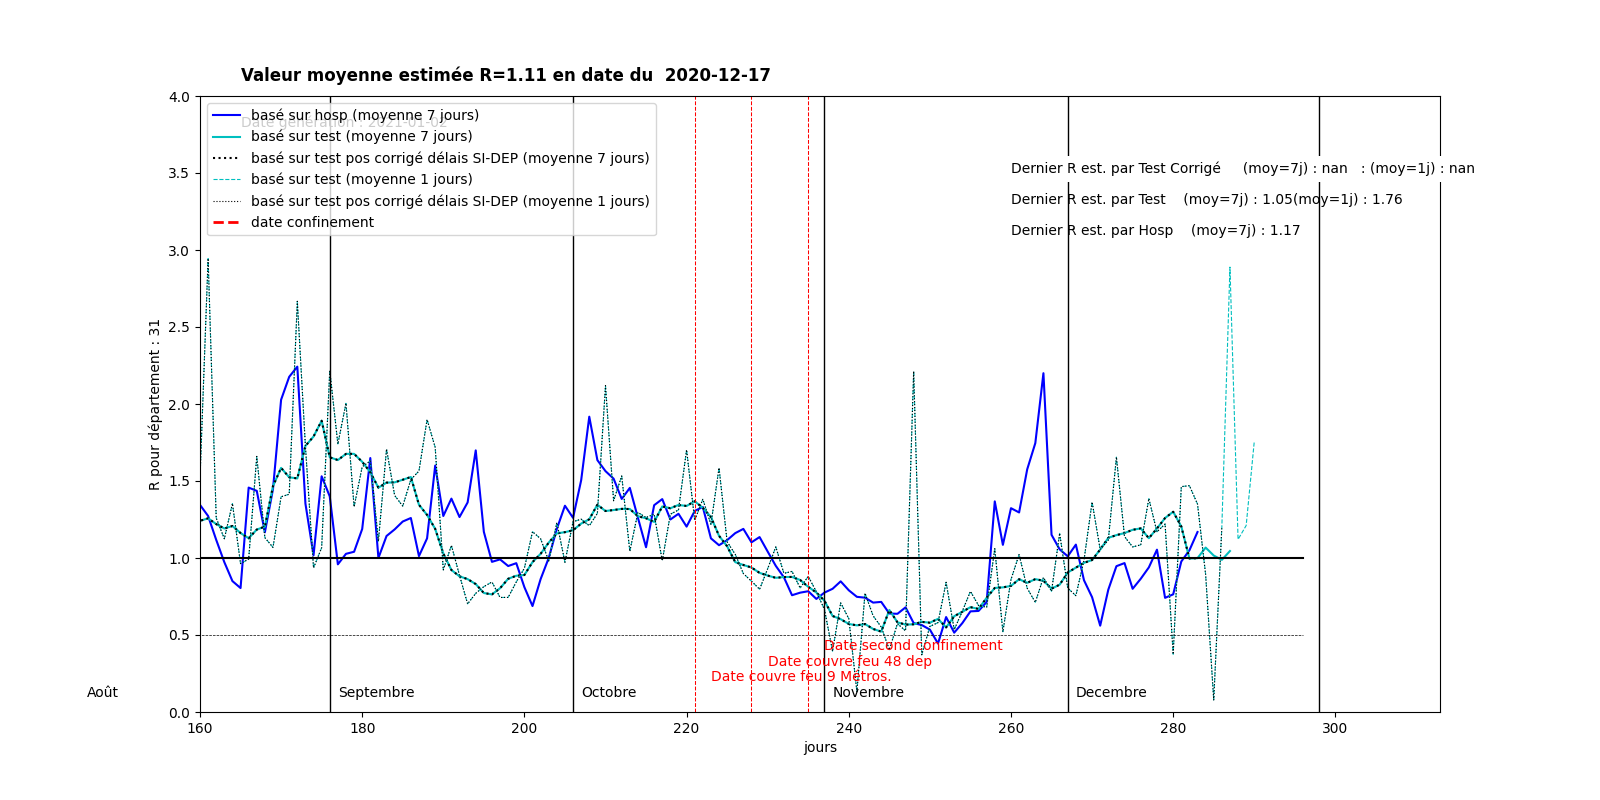 Valeur moyenne estimée R=1.11 en date du  2020-12-17
4.0
3.5
3.0
2.5
2.0
1.5
1.0
0.5
0.0
R pour département : 31
basé sur hosp (moyenne 7 jours)
Date génération : 2021-01-02
basé sur test (moyenne 7 jours)
basé sur test pos corrigé délais SI-DEP (moyenne 7 jours)
basé sur test (moyenne 1 jours)
basé sur test pos corrigé délais SI-DEP (moyenne 1 jours)
date confinement
Dernier R est. par Test Corrigé     (moy=7j) : nan   : (moy=1j) : nan
Dernier R est. par Test    (moy=7j) : 1.05(moy=1j) : 1.76
Dernier R est. par Hosp    (moy=7j) : 1.17
Date second confinement
Date couvre feu 48 dep
Date couvre feu 9 Métros.
Août
Septembre
Octobre
Novembre
Decembre
160
180
200
220
240
260
280
300
jours